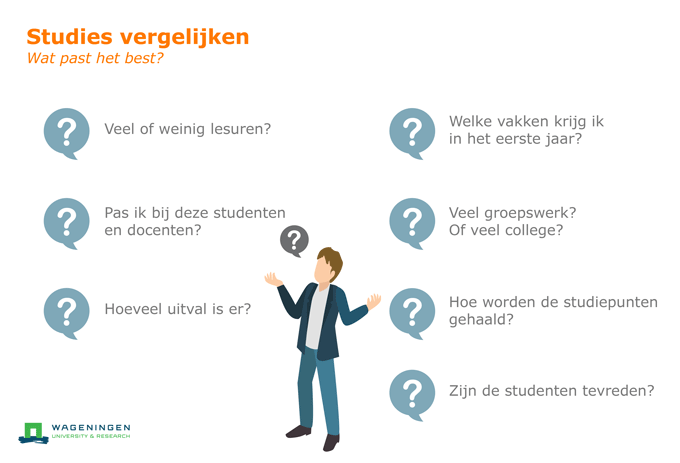 Studies vergelijken
Wat past het best?
Veel of weinig lesuren?
Pas ik bij deze studenten
en docenten?
Hoeveel uitval is er?
Welke vakken krijg ik
in het eerste jaar?
Veel groepswerk?
Of veel college?
Hoe worden de studiepunten
gehaald?
Zijn de studenten tevreden?
?
?
?
?
?
?
?
?
WAGENINGEN
UNIVERSITY & RESEARCH